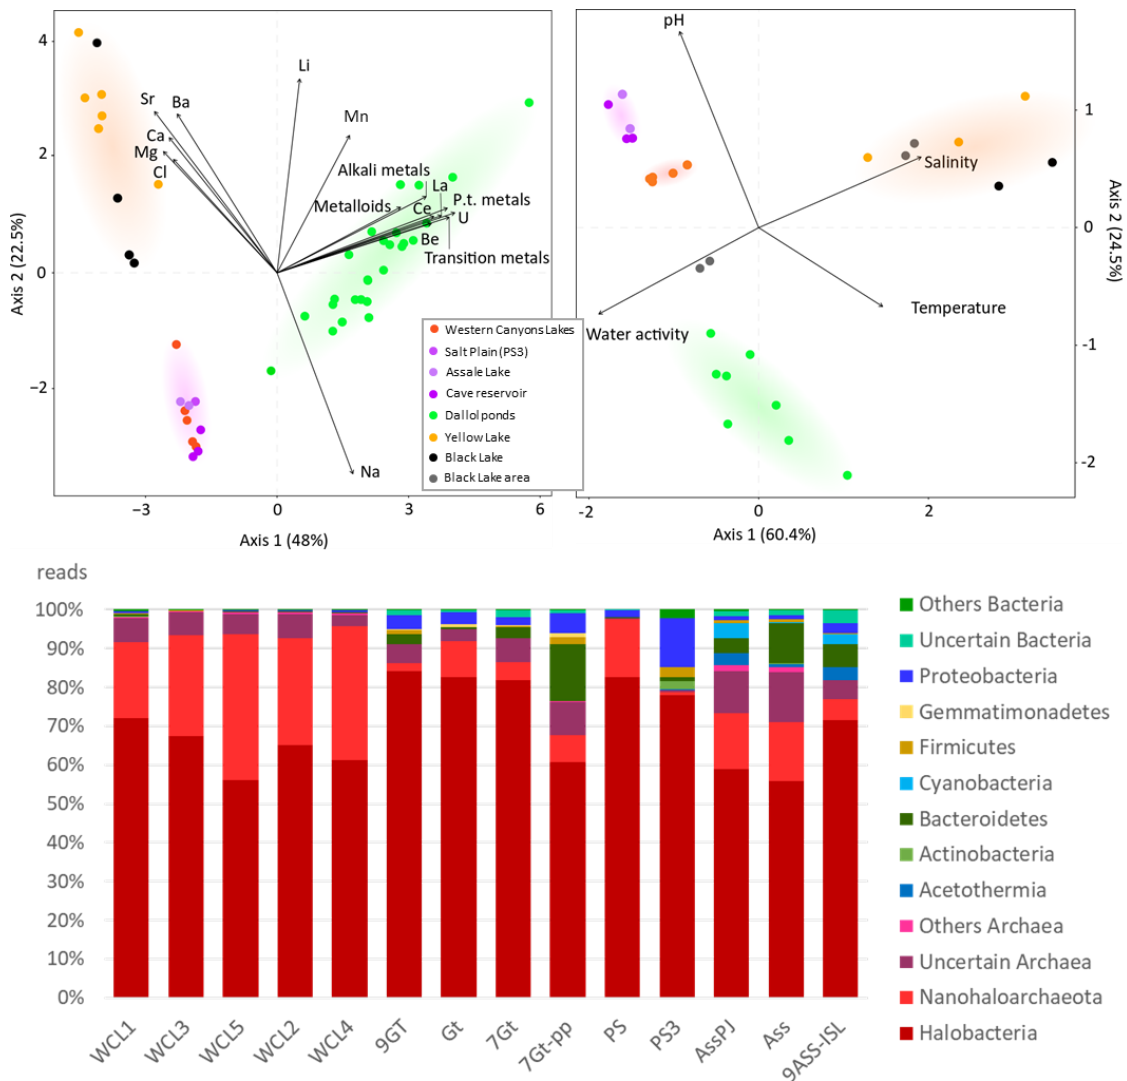 4
2
0
−2
Axis 2 (22.5%)
Sr
Ba
Ca
Mg
Cl
Li
Mn
Alkali metals
La
Metalloids
Ce
P.t. metals
U
Be
Transition metals
Na
−3
0
3
6
Axis 1 (48%)
Western Canyons Lakes
Salt Plain (PS3)
Assale Lake
Cave reservoir
Dallol ponds
Yellow Lake
Black Lake
Black Lake area
pH
Salinity
Water activity
Temperature
1
0
-1
-2
Axis 2 (24.5%)
-2
0
2
Axis 1 (60.4%)
reads
100%
90%
80%
70%
60%
50%
40%
30%
20%
10%
0%
WCL1
WCL3
WCL5
WCL2
WCL4
9GT
Gt
7Gt
7Gt-pp
PS
PS3
AssPJ
Ass
9ASS-ISL
Others Bacteria
Uncertain Bacteria
Proteobacteria
Gemmatimonadetes
Firmicutes
Cyanobacteria
Bacteroidetes
Actinobacteria
Acetothermia
Others Archaea
Uncertain Archaea
Nanohaloarchaeota
Halobacteria